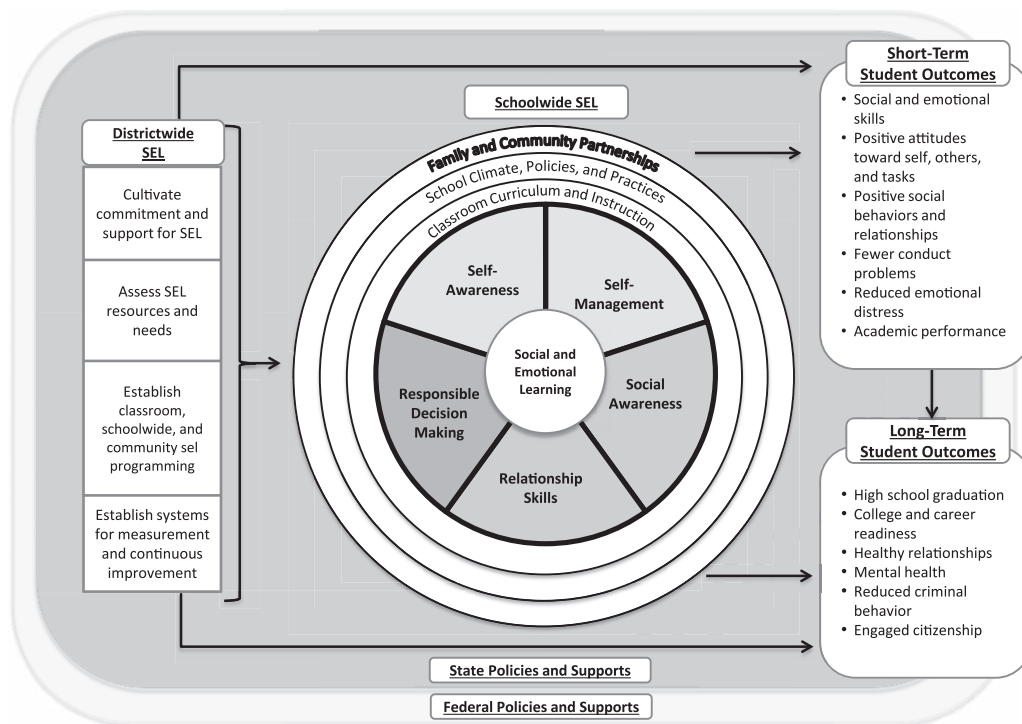 Districtwide
SEL
Cultivate
commitment and
support for SEL
Assess SEL
resources and
needs
Establish
classroom,
schoolwide, and
community sel
programming
Establish systems
for measurement
and continuous
improvement
Schoolwide SEL
Family and Community Partnerships
School Climate, Policies, and Practices
Classroom Curriculum and Instruction
Self-
Awareness
Self-
Management
Social and
Emotional
Learning
Responsible
Decision
Making
Social
Awareness
Relationship
Skills
Short-Term
Student Outcomes
• Social and emotional
skills
• Positive attitudes
toward self, others,
and tasks
• Positive social
behaviors and
relationships
• Fewer conduct
problems
• Reduced emotional
distress
• Academic performance
Long-Term
Student Outcomes
• High school graduation
• College and career
readiness
• Healthy relationships
• Mental health
• Reduced criminal
behavior
• Engaged citizenship
State Policies and Supports
Federal Policies and Supports